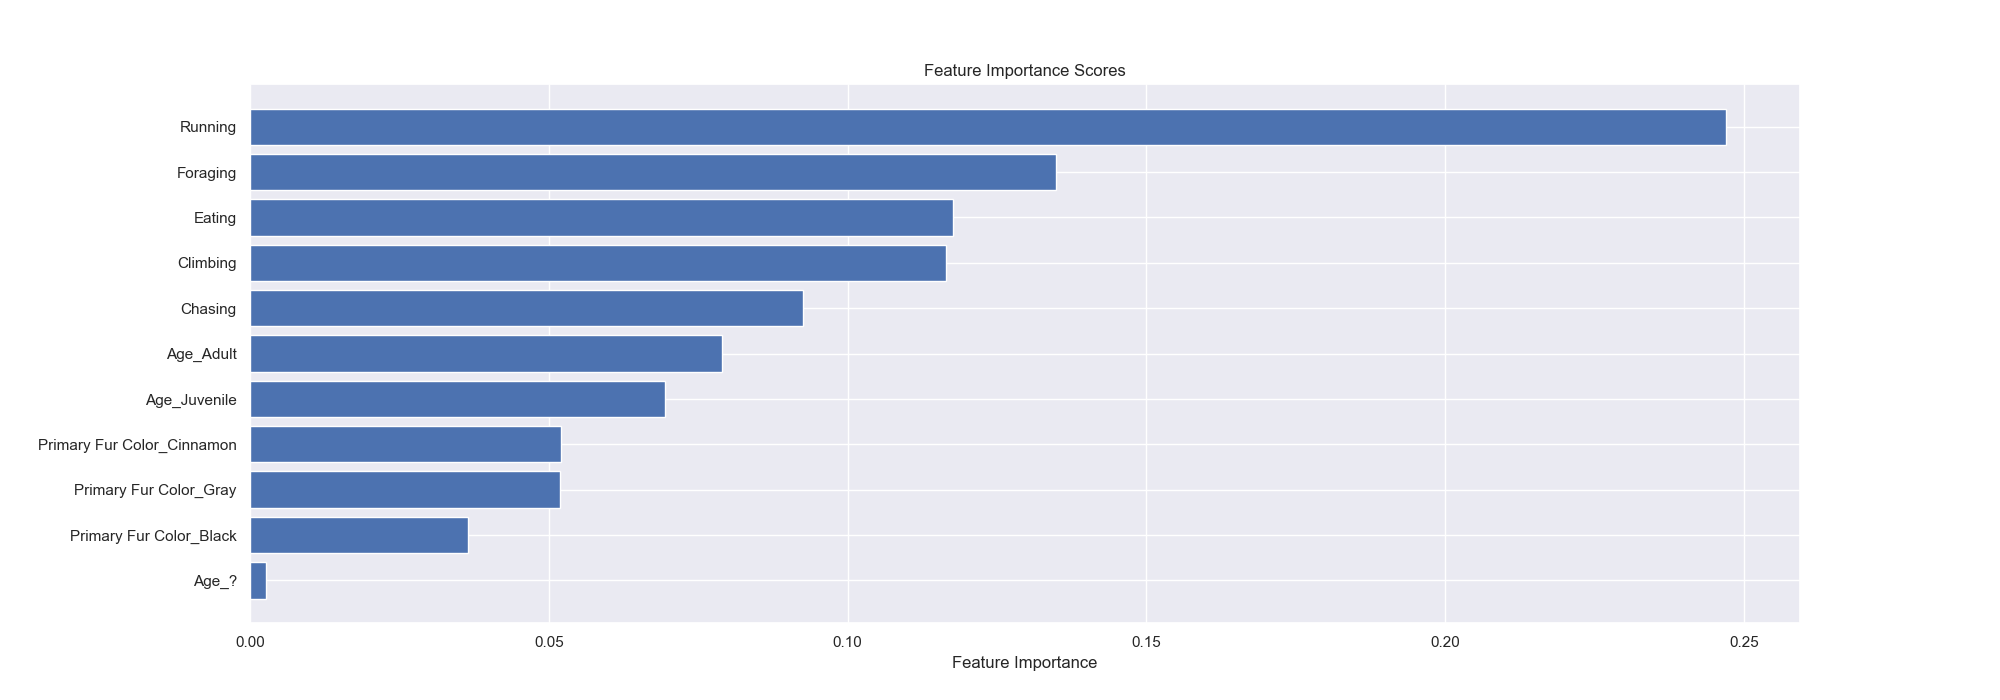 Feature Importance Scores
Running
Foraging
Eating
Climbing
Chasing
Age_Adult
Age_Juvenile
Primary Fur Color_Cinnamon
Primary Fur Color_Gray
Primary Fur Color_Black
Age_?
0.00 0.05 0.10 0.15 0.20 0.25
Feature Importance